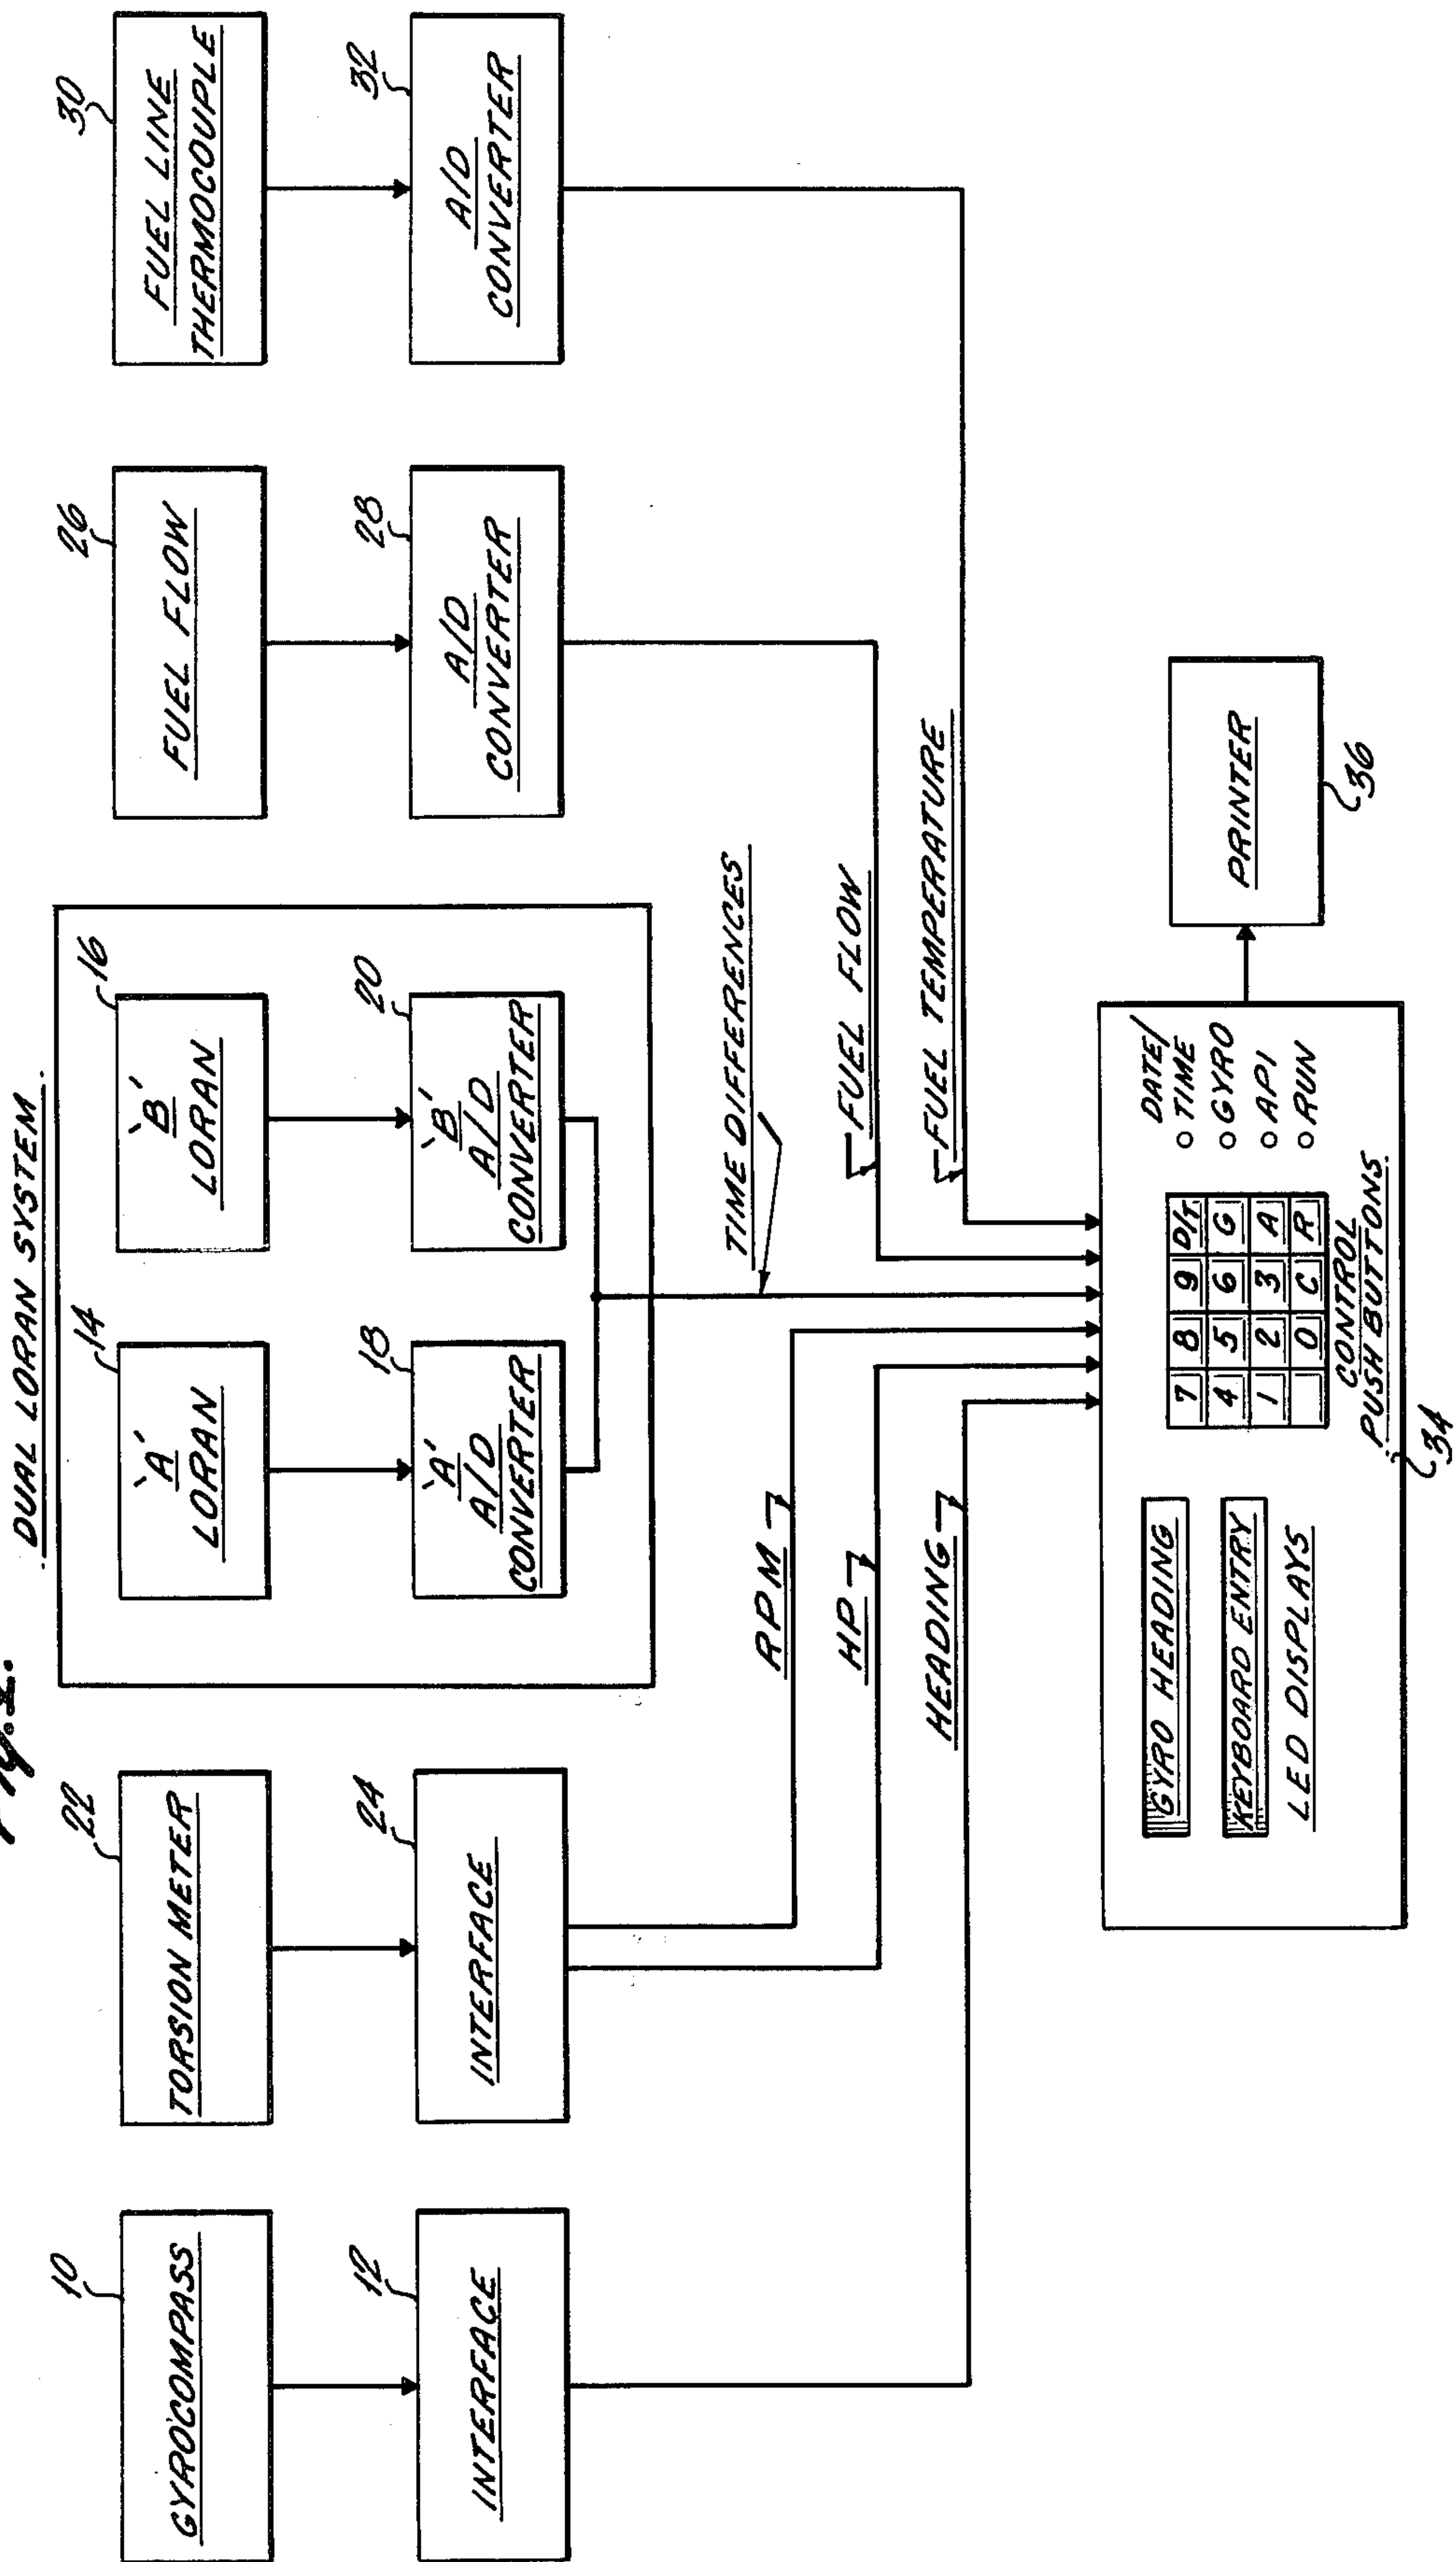 Fig. 2.
DUAL LORAN SYSTEM
10
GYROCOMPASS
22
TORSION METER
14
'A'
LORAN
16
'B'
LORAN
26
FUEL FLOW
30
FUEL LINE
THERMOCOUPLE
12
INTERFACE
24
INTERFACE
18
'A'
A/D
CONVERTER
20
'B'
A/D
CONVERTER
28
A/D
CONVERTER
32
A/D
CONVERTER
RPM
HP
HEADING
TIME DIFFERENCES
FUEL FLOW
FUEL TEMPERATURE
GYRO HEADING
KEYBOARD ENTRY
LED DISPLAYS
7 8 9 D/T
4 5 6 G
1 2 3 A
0 C R
CONTROL
PUSH BUTTONS
DATE/
TIME
GYRO
API
RUN
34
PRINTER
36